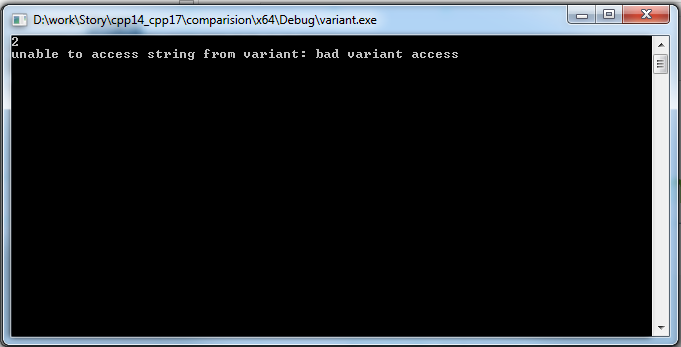 D:\work\Story\cpp14_cpp17\comparision\x64\Debug\variant.exe
2
unable to access string from variant: bad variant access